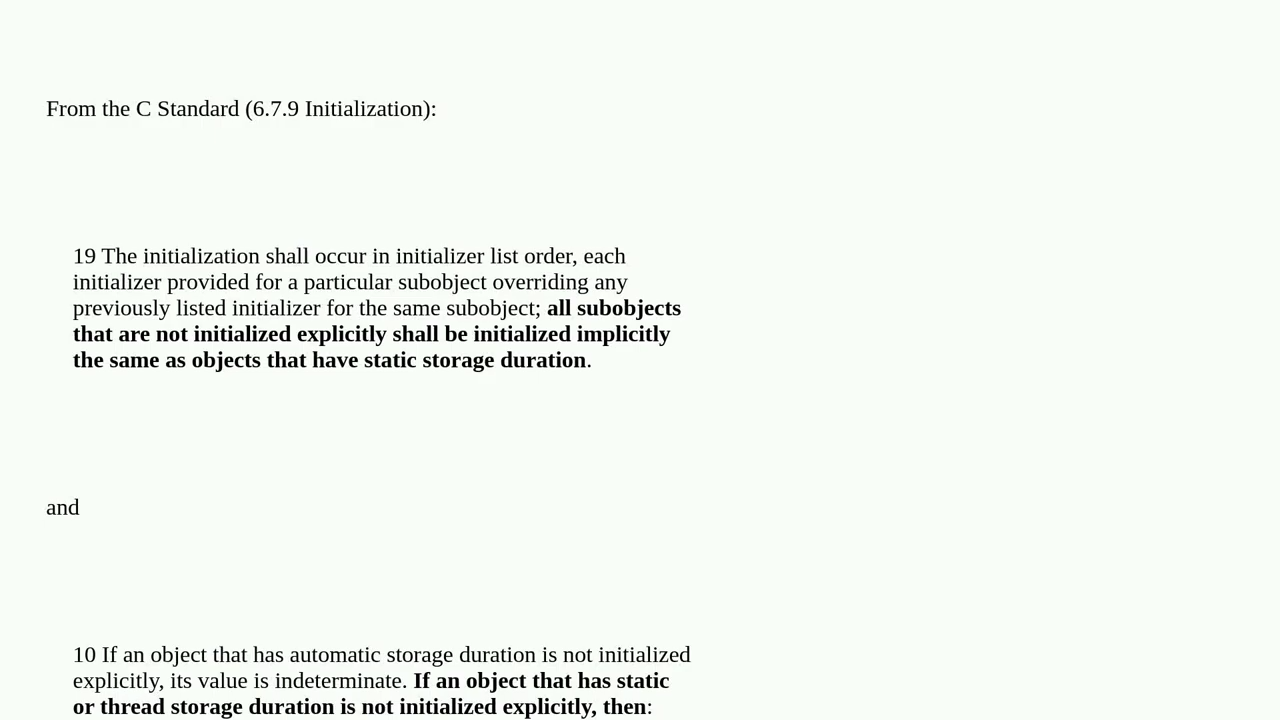 From the C Standard (6.7.9 Initialization):
19 The initialization shall occur in initializer list order, each
initializer provided for a particular subobject overriding any
previously listed initializer for the same subobject; all subobjects
that are not initialized explicitly shall be initialized implicitly
the same as objects that have static storage duration.
and
10 If an object that has automatic storage duration is not initialized
explicitly, its value is indeterminate. If an object that has static
or thread storage duration is not initialized explicitly, then: